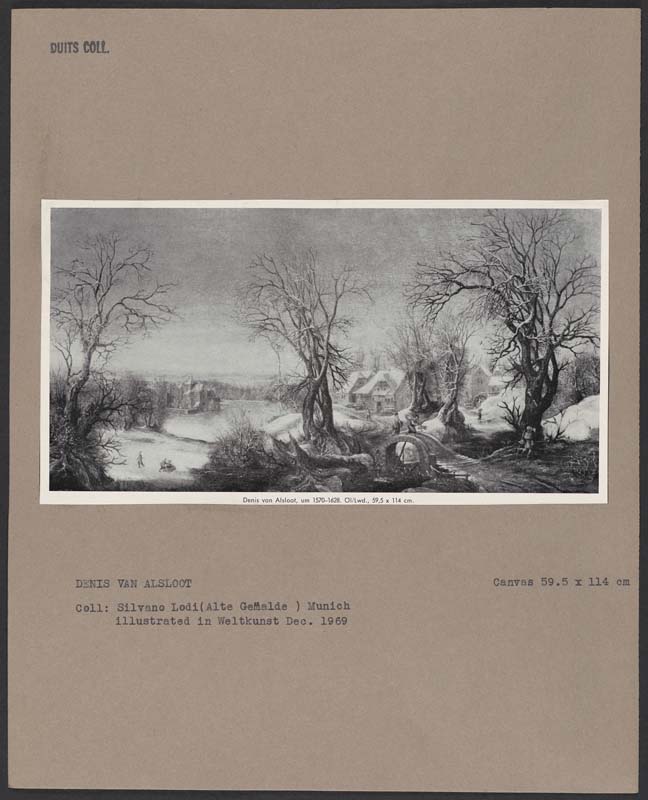 DUITS COLL.
Denis van Alsloot, um 1570–1628. Öl/Lwd., 59,5 x 114 cm.
DENIS VAN ALSLOOT
Canvas 59.5 x 114 cm
Coll: Silvano Lodi(Alte Gemälde ) Munich
illustrated in Weltkunst Dec. 1969